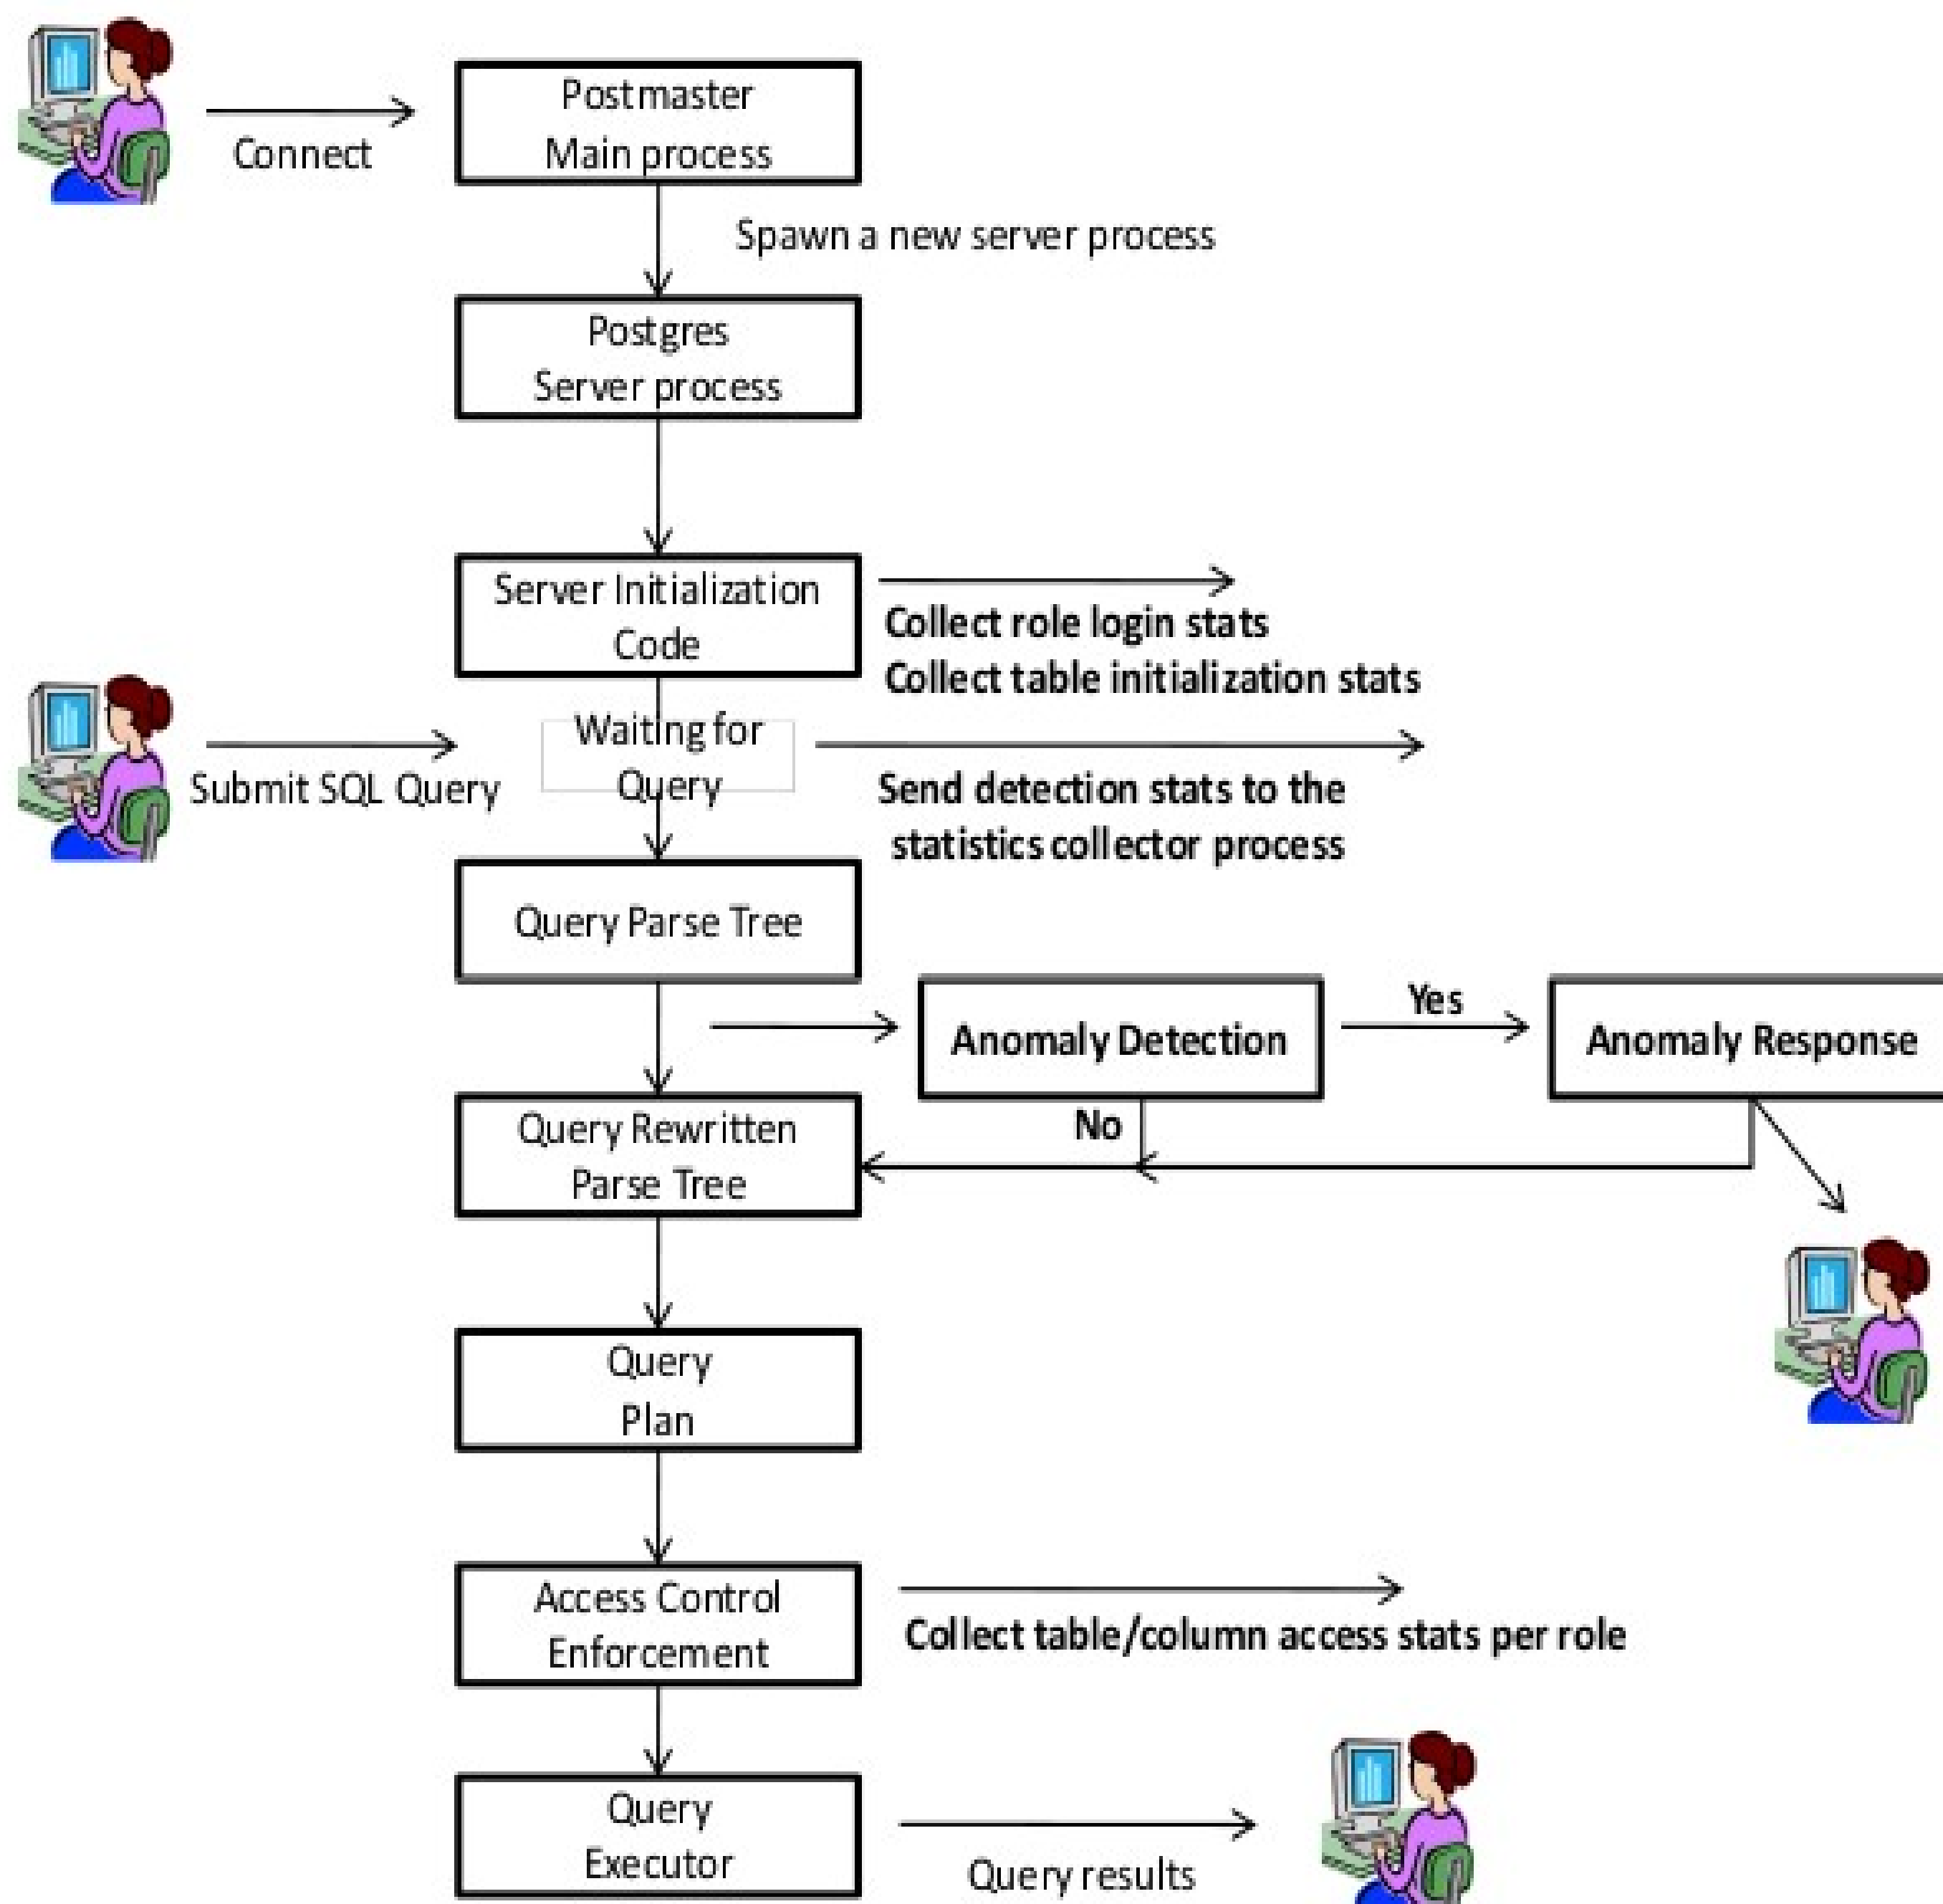 Postmaster
Main process
Connect
Spawn a new server process
Postgres
Server process
Server Initialization
Code
Collect role login stats
Collect table initialization stats
Waiting for
Query
Submit SQL Query
Send detection stats to the
statistics collector process
Query Parse Tree
Anomaly Detection
Yes
Anomaly Response
No
Query Rewritten
Parse Tree
Query
Plan
Access Control
Enforcement
Collect table/column access stats per role
Query
Executor
Query results